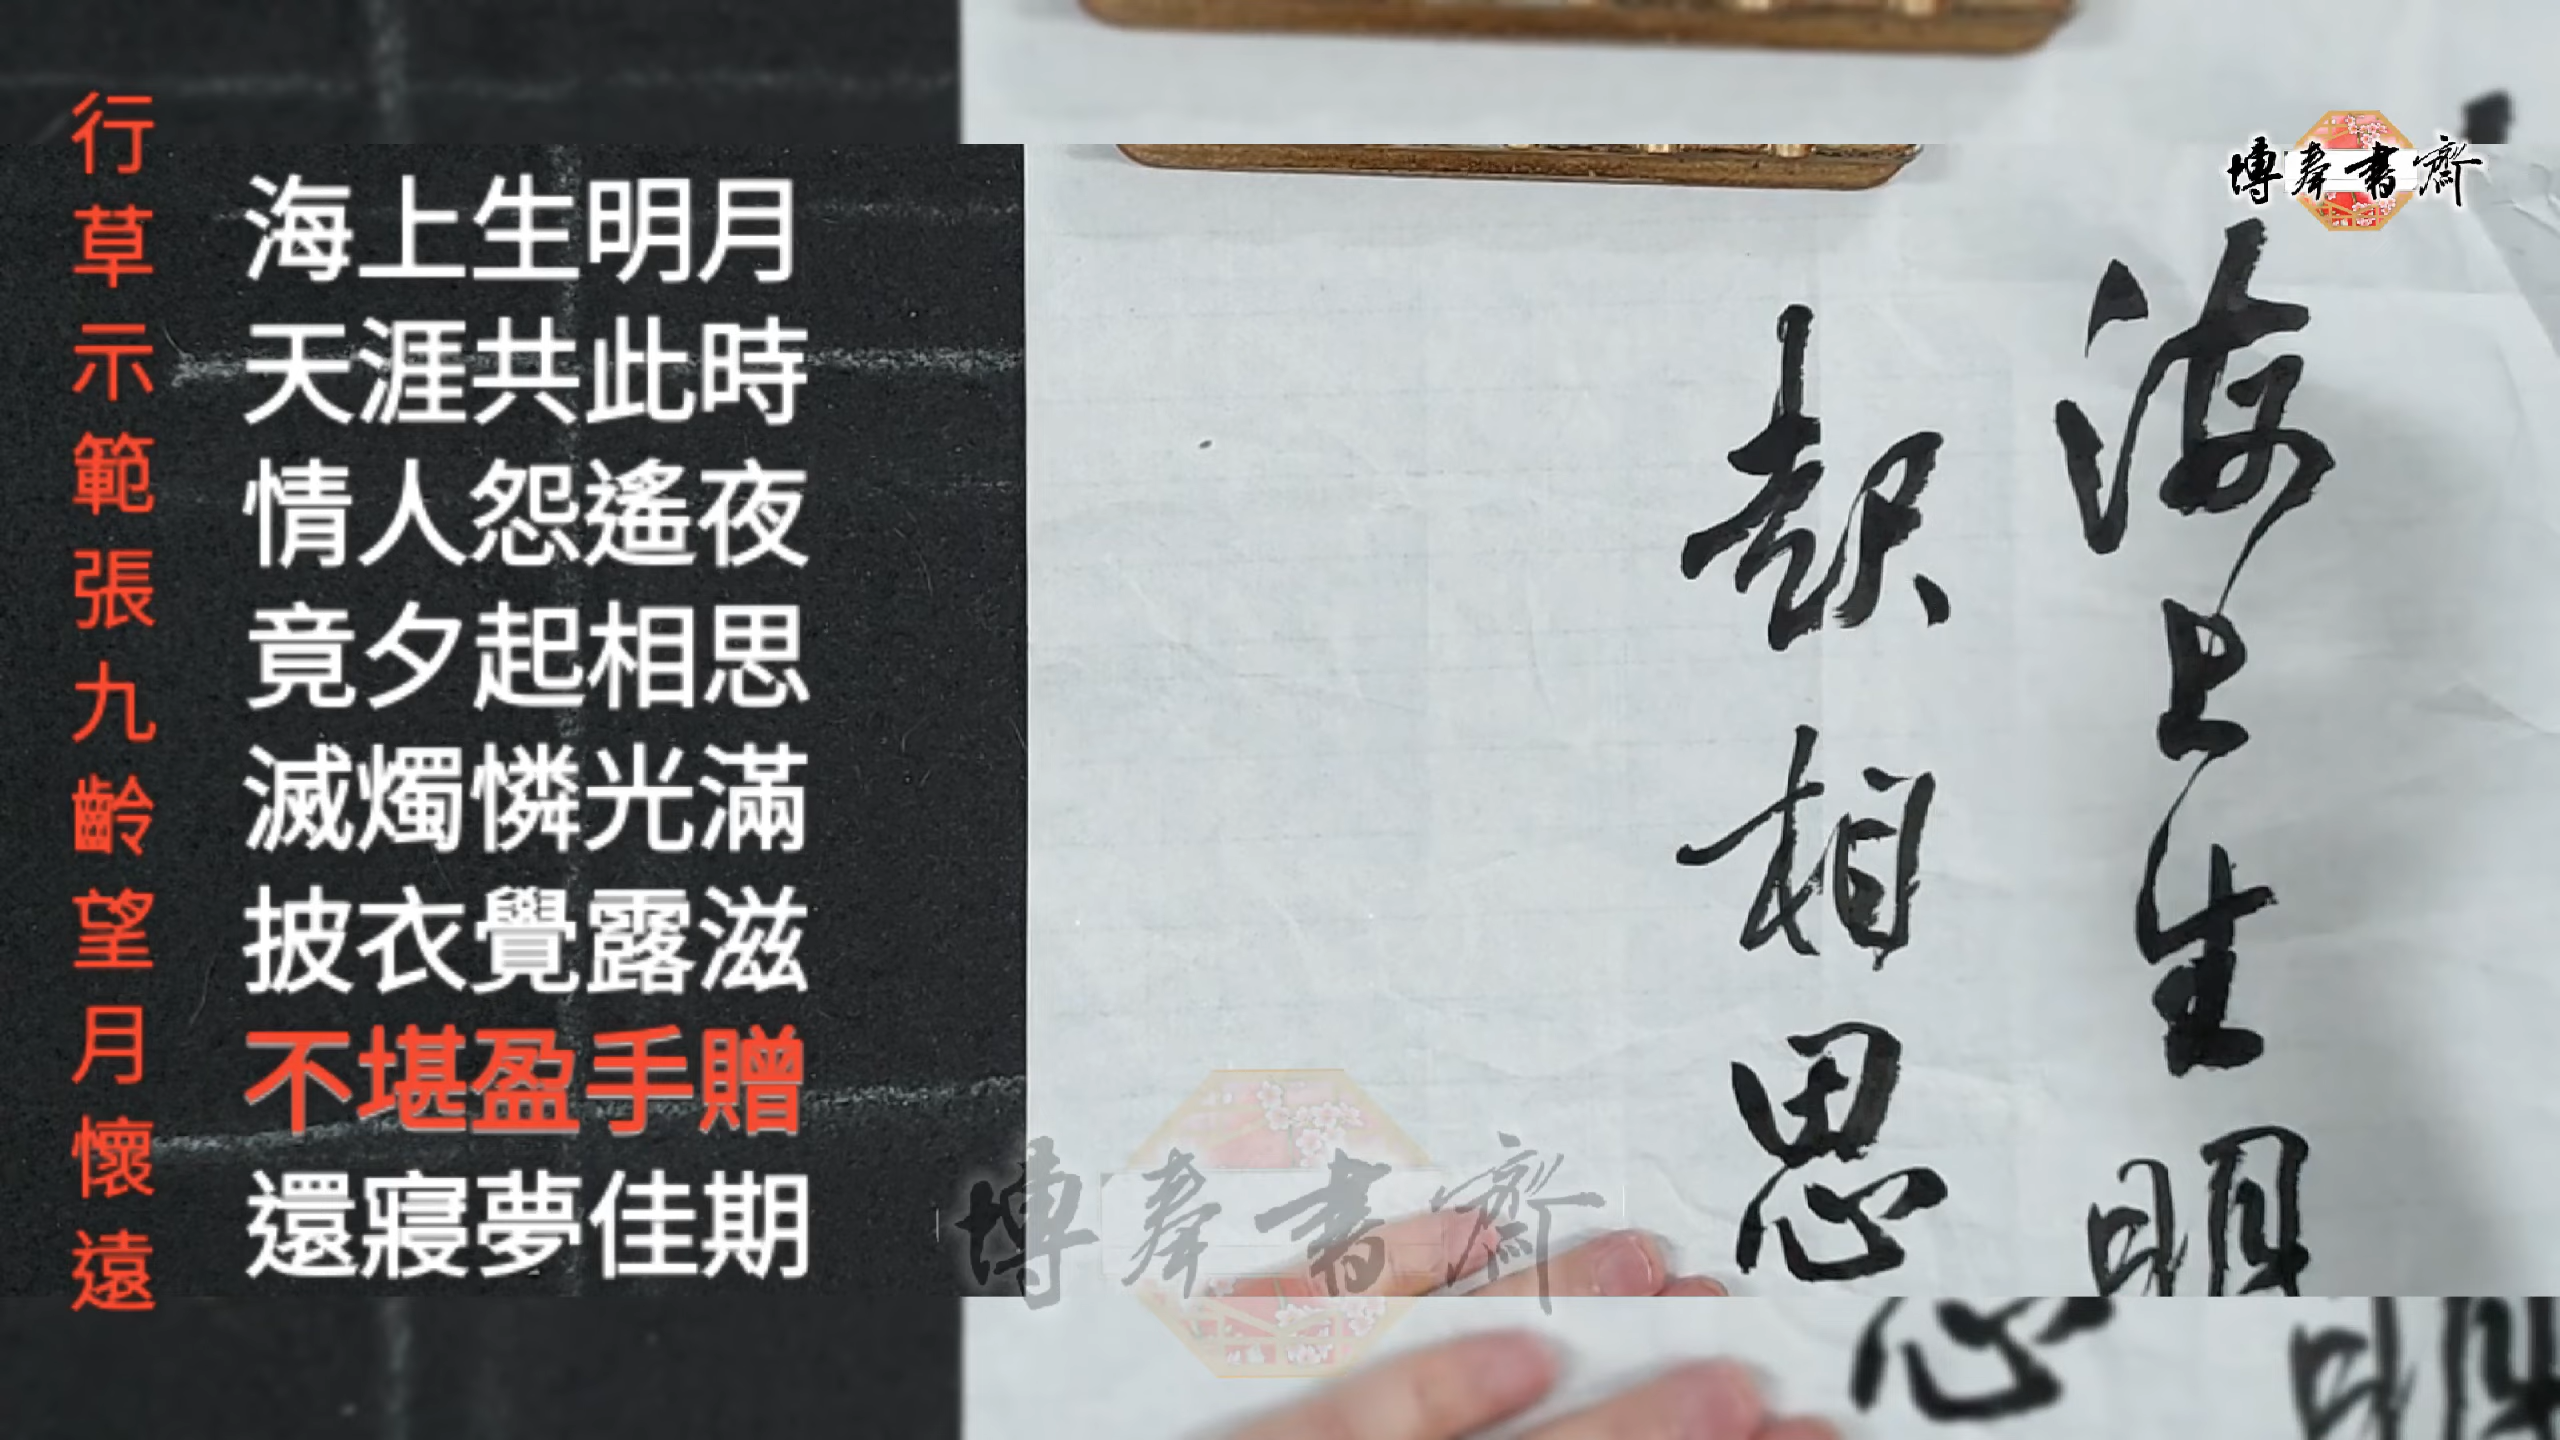 行草示範張九齡望月懷遠
海上生明月
天涯共此時
情人怨遙夜
竟夕起相思
滅燭憐光滿
披衣覺露滋
不堪盈手贈
還寢夢佳期
博犇書齋
海上生明
起相思
博犇書齋